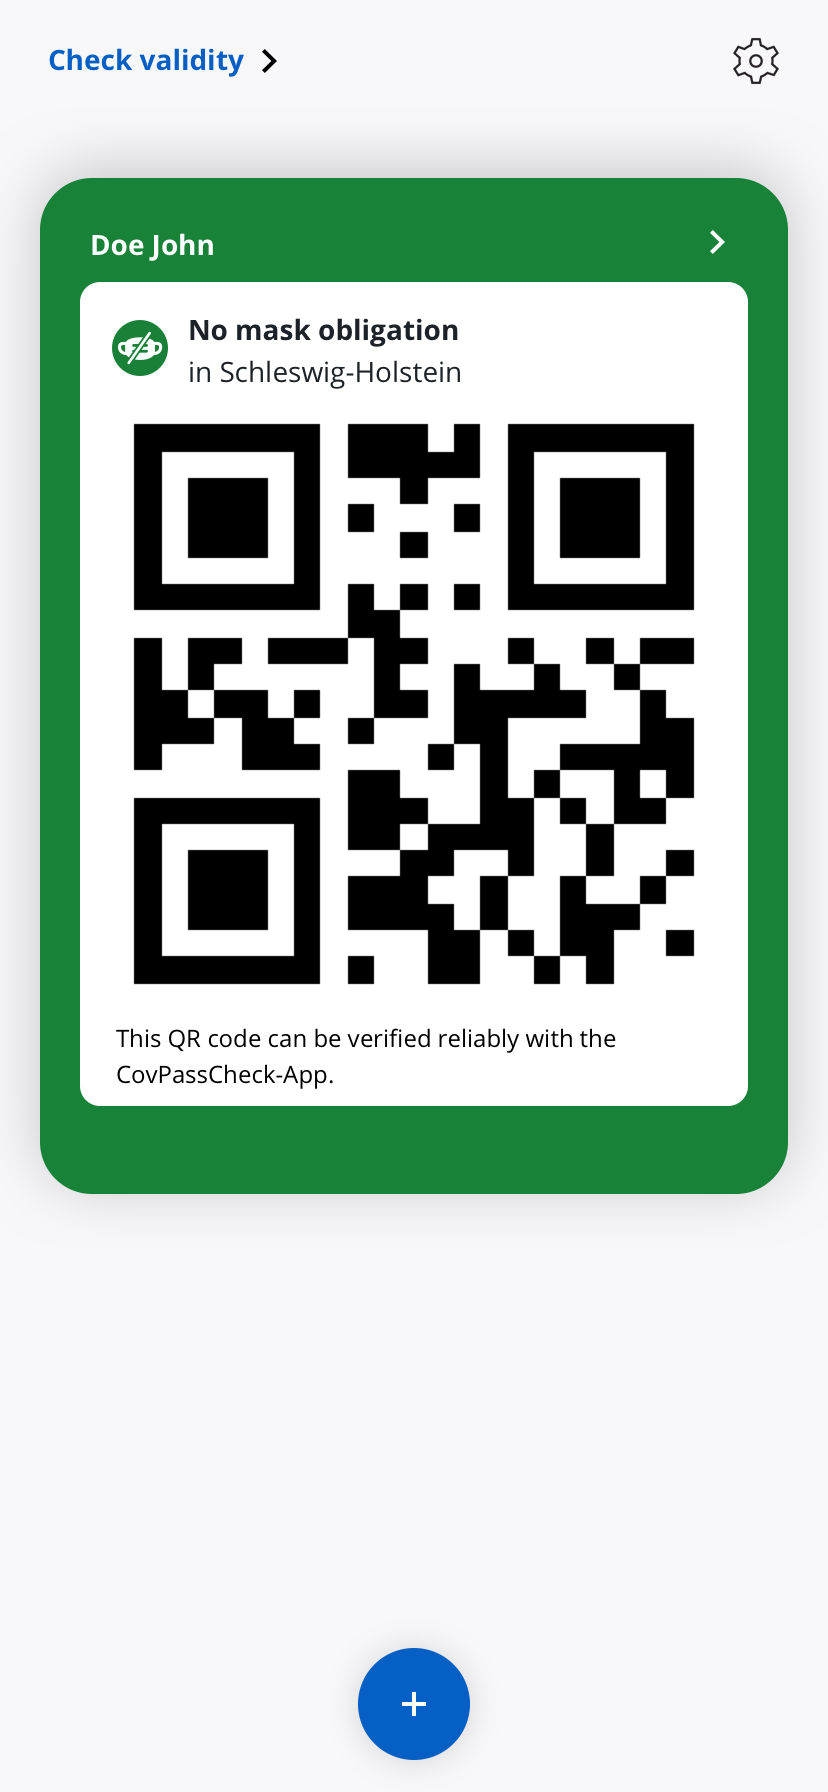 Check validity
Doe John
No mask obligation
in Schleswig-Holstein
This QR code can be verified reliably with the
CovPassCheck-App.